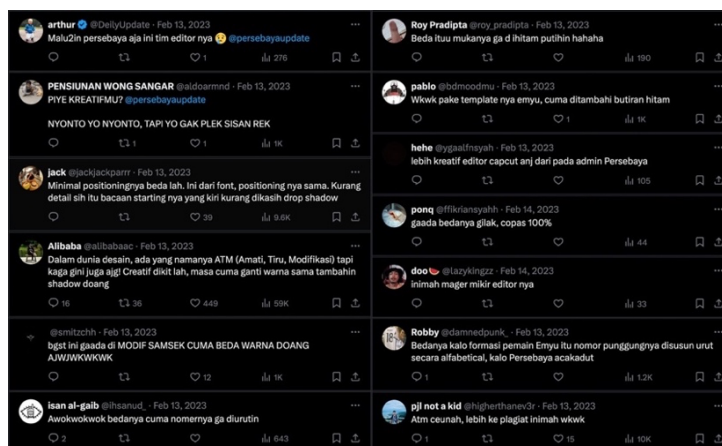 arthur @DeilyUpdate · Feb 13, 2023
Malu2in persebaya aja ini tim editor nya 😢 @persebayaupdate
1 276
PENSIUNAN WONG SANGAR @aldoarmnd · Feb 13, 2023
PIYE KREATIFMU? @persebayaupdate
NYONTO YO NYONTO, TAPI YO GAK PLEK SISAN REK
1 1 1K
jack @jackjackparrr · Feb 13, 2023
Minimal positioningnya beda lah. Ini dari font, positioning nya sama. Kurang
detail sih itu bacaan starting nya yang kiri kurang dikasih drop shadow
39 9.6K
Alibaba @alibabaac · Feb 13, 2023
Dalam dunia desain, ada yang namanya ATM (Amati, Tiru, Modifikasi) tapi
kaga gini juga ajg! Creatif dikit lah, masa cuma ganti warna sama tambahin
shadow doang
16 36 449 59K
@smitzchh · Feb 13, 2023
bgst ini gaada di MODIF SAMSEK CUMA BEDA WARNA DOANG
AJWJWKWKWK
12 1K
isan al-gaib @ihsanud_ · Feb 13, 2023
Awokwokwok bedanya cuma nomernya ga diurutin
2 643
Roy Pradipta @roy_pradipta · Feb 13, 2023
Beda ituu mukanya ga d ihitam putihin hahaha
190
pablo @bdmoodmu · Feb 13, 2023
Wkwk pake template nya emyu, cuma ditambahi butiran hitam
1 1K
hehe @ygaalfnsyah · Feb 13, 2023
lebih kreatif editor capcut anj dari pada admin Persebaya
105
ponq @ffikriansyahh · Feb 14, 2023
gaada bedanya gilak, copas 100%
44
doo🍉 @lazykingzz · Feb 14, 2023
inimah mager mikir editor nya
33
Robby @damnedpunk_ · Feb 13, 2023
Bedanya kalo formasi pemain Emyu itu nomor punggungnya disusun urut
secara alfabetical, kalo Persebaya acakadut
1 1.2K
pjl not a kid @higherthanev3r · Feb 13, 2023
Atm ceunah, lebih ke plagiat inimah wkwk
1 15 10K